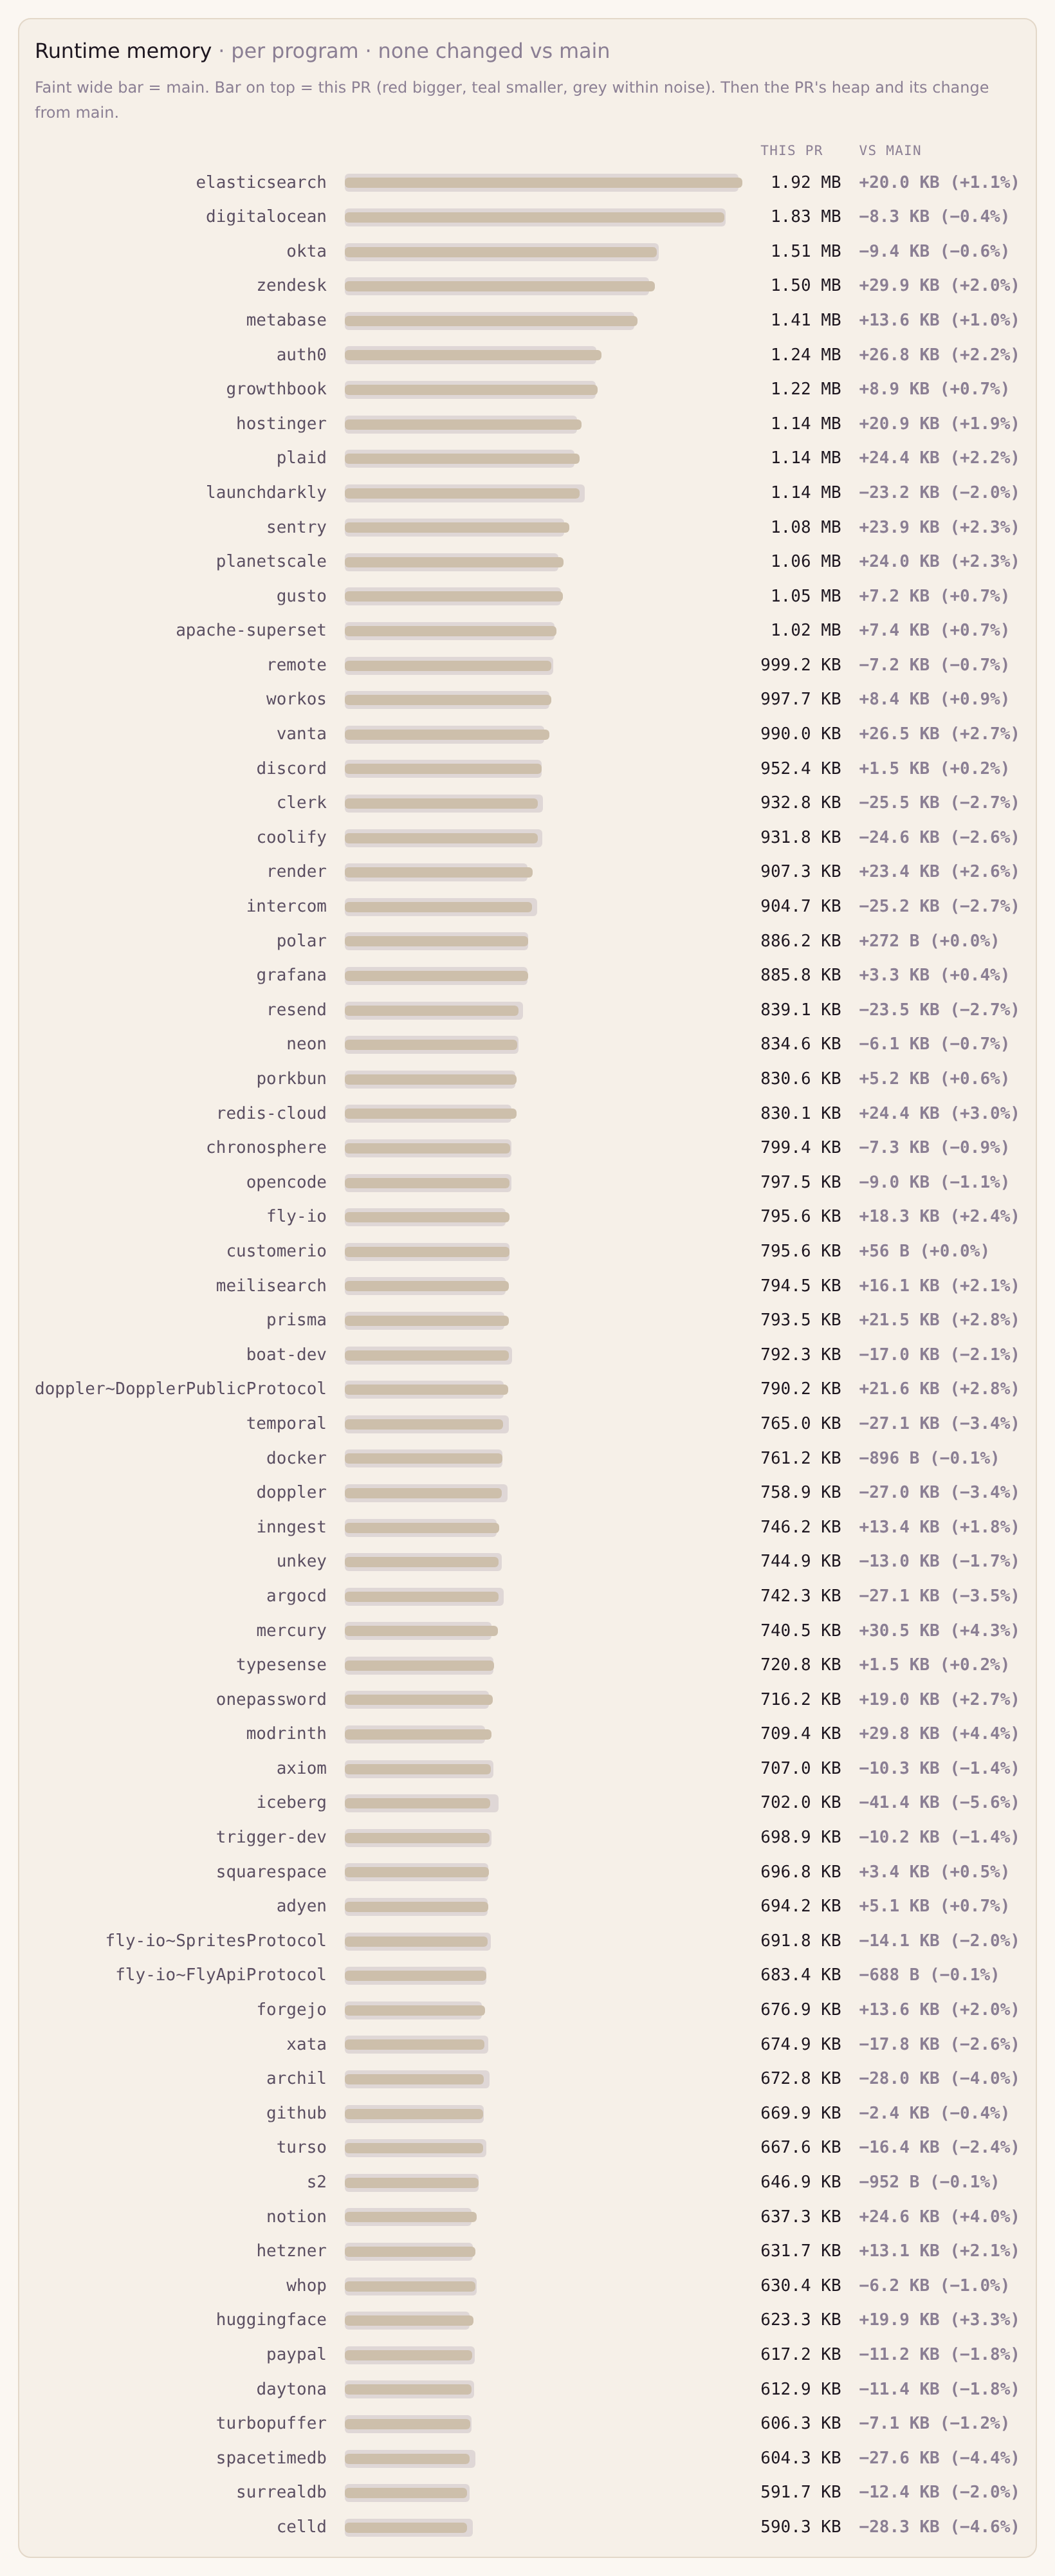 Runtime memory · per program · none changed vs main
Faint wide bar = main. Bar on top = this PR (red bigger, teal smaller, grey within noise). Then the PR's heap and its change
from main.
THIS PR VS MAIN
elasticsearch 1.92 MB +20.0 KB (+1.1%)
digitalocean 1.83 MB −8.3 KB (−0.4%)
okta 1.51 MB −9.4 KB (−0.6%)
zendesk 1.50 MB +29.9 KB (+2.0%)
metabase 1.41 MB +13.6 KB (+1.0%)
auth0 1.24 MB +26.8 KB (+2.2%)
growthbook 1.22 MB +8.9 KB (+0.7%)
hostinger 1.14 MB +20.9 KB (+1.9%)
plaid 1.14 MB +24.4 KB (+2.2%)
launchdarkly 1.14 MB −23.2 KB (−2.0%)
sentry 1.08 MB +23.9 KB (+2.3%)
planetscale 1.06 MB +24.0 KB (+2.3%)
gusto 1.05 MB +7.2 KB (+0.7%)
apache-superset 1.02 MB +7.4 KB (+0.7%)
remote 999.2 KB −7.2 KB (−0.7%)
workos 997.7 KB +8.4 KB (+0.9%)
vanta 990.0 KB +26.5 KB (+2.7%)
discord 952.4 KB +1.5 KB (+0.2%)
clerk 932.8 KB −25.5 KB (−2.7%)
coolify 931.8 KB −24.6 KB (−2.6%)
render 907.3 KB +23.4 KB (+2.6%)
intercom 904.7 KB −25.2 KB (−2.7%)
polar 886.2 KB +272 B (+0.0%)
grafana 885.8 KB +3.3 KB (+0.4%)
resend 839.1 KB −23.5 KB (−2.7%)
neon 834.6 KB −6.1 KB (−0.7%)
porkbun 830.6 KB +5.2 KB (+0.6%)
redis-cloud 830.1 KB +24.4 KB (+3.0%)
chronosphere 799.4 KB −7.3 KB (−0.9%)
opencode 797.5 KB −9.0 KB (−1.1%)
fly-io 795.6 KB +18.3 KB (+2.4%)
customerio 795.6 KB +56 B (+0.0%)
meilisearch 794.5 KB +16.1 KB (+2.1%)
prisma 793.5 KB +21.5 KB (+2.8%)
boat-dev 792.3 KB −17.0 KB (−2.1%)
doppler~DopplerPublicProtocol 790.2 KB +21.6 KB (+2.8%)
temporal 765.0 KB −27.1 KB (−3.4%)
docker 761.2 KB −896 B (−0.1%)
doppler 758.9 KB −27.0 KB (−3.4%)
inngest 746.2 KB +13.4 KB (+1.8%)
unkey 744.9 KB −13.0 KB (−1.7%)
argocd 742.3 KB −27.1 KB (−3.5%)
mercury 740.5 KB +30.5 KB (+4.3%)
typesense 720.8 KB +1.5 KB (+0.2%)
onepassword 716.2 KB +19.0 KB (+2.7%)
modrinth 709.4 KB +29.8 KB (+4.4%)
axiom 707.0 KB −10.3 KB (−1.4%)
iceberg 702.0 KB −41.4 KB (−5.6%)
trigger-dev 698.9 KB −10.2 KB (−1.4%)
squarespace 696.8 KB +3.4 KB (+0.5%)
adyen 694.2 KB +5.1 KB (+0.7%)
fly-io~SpritesProtocol 691.8 KB −14.1 KB (−2.0%)
fly-io~FlyApiProtocol 683.4 KB −688 B (−0.1%)
forgejo 676.9 KB +13.6 KB (+2.0%)
xata 674.9 KB −17.8 KB (−2.6%)
archil 672.8 KB −28.0 KB (−4.0%)
github 669.9 KB −2.4 KB (−0.4%)
turso 667.6 KB −16.4 KB (−2.4%)
s2 646.9 KB −952 B (−0.1%)
notion 637.3 KB +24.6 KB (+4.0%)
hetzner 631.7 KB +13.1 KB (+2.1%)
whop 630.4 KB −6.2 KB (−1.0%)
huggingface 623.3 KB +19.9 KB (+3.3%)
paypal 617.2 KB −11.2 KB (−1.8%)
daytona 612.9 KB −11.4 KB (−1.8%)
turbopuffer 606.3 KB −7.1 KB (−1.2%)
spacetimedb 604.3 KB −27.6 KB (−4.4%)
surrealdb 591.7 KB −12.4 KB (−2.0%)
celld 590.3 KB −28.3 KB (−4.6%)